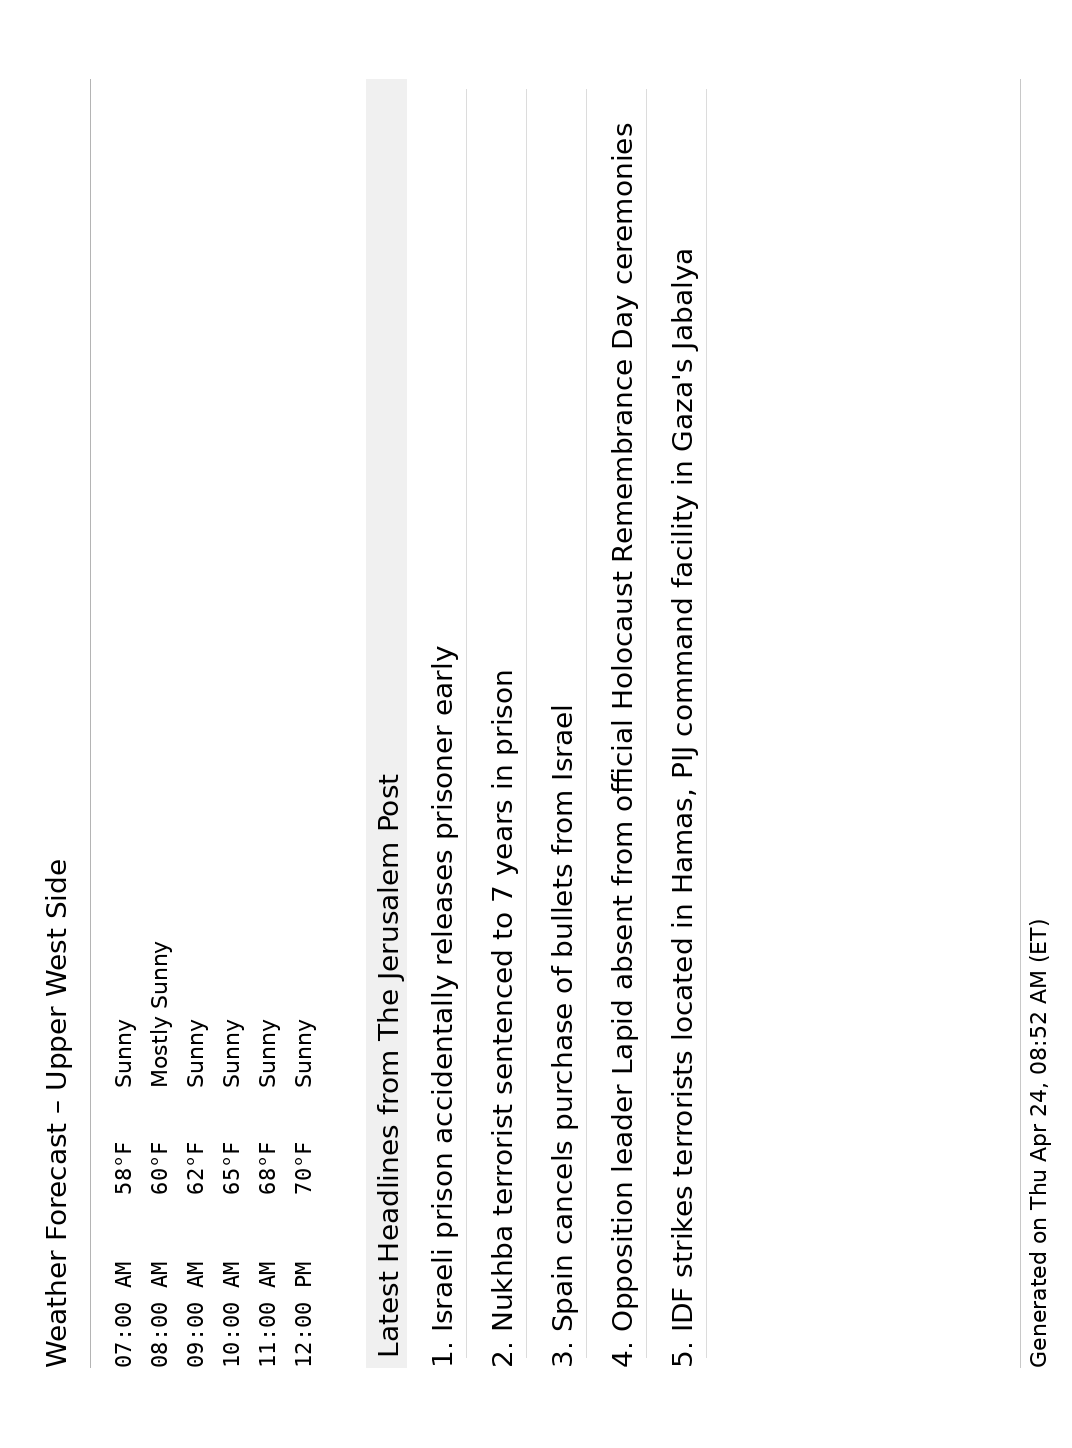 Weather Forecast – Upper West Side
07:00 AM 58°F Sunny
08:00 AM 60°F Mostly Sunny
09:00 AM 62°F Sunny
10:00 AM 65°F Sunny
11:00 AM 68°F Sunny
12:00 PM 70°F Sunny
Latest Headlines from The Jerusalem Post
1. Israeli prison accidentally releases prisoner early
2. Nukhba terrorist sentenced to 7 years in prison
3. Spain cancels purchase of bullets from Israel
4. Opposition leader Lapid absent from official Holocaust Remembrance Day ceremonies
5. IDF strikes terrorists located in Hamas, PIJ command facility in Gaza's Jabalya
Generated on Thu Apr 24, 08:52 AM (ET)